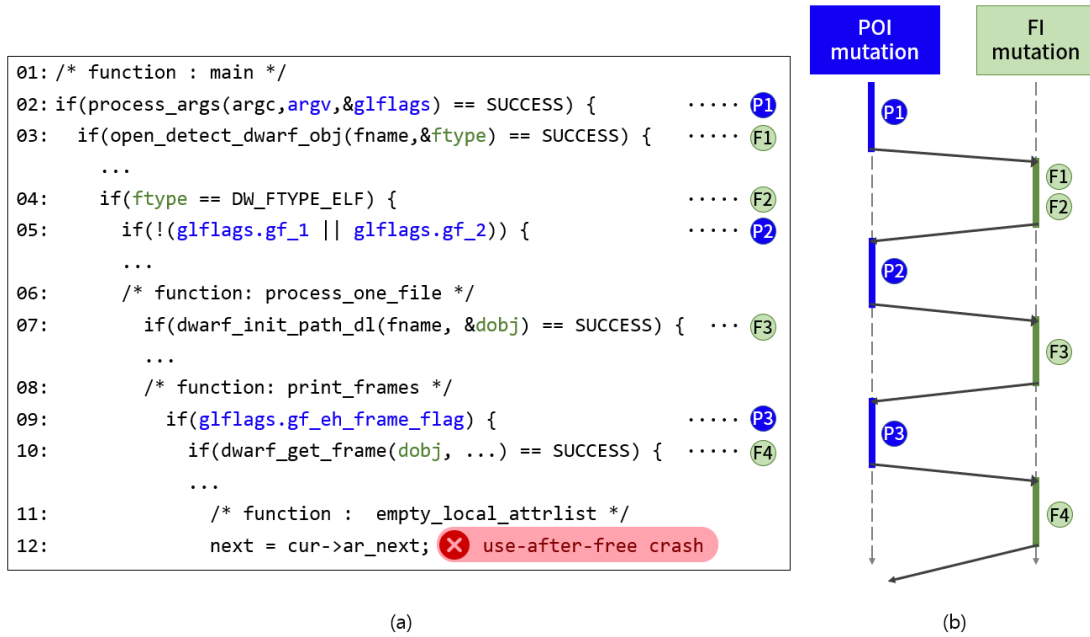 01: /* function : main */
02: if(process_args(argc,argv,&glflags) == SUCCESS) { ····· P1
03: if(open_detect_dwarf_obj(fname,&ftype) == SUCCESS) { ····· F1
...
04: if(ftype == DW_FTYPE_ELF) { ····· F2
05: if(!(glflags.gf_1 || glflags.gf_2)) { ····· P2
...
06: /* function: process_one_file */
07: if(dwarf_init_path_dl(fname, &dobj) == SUCCESS) { ··· F3
...
08: /* function: print_frames */
09: if(glflags.gf_eh_frame_flag) { ····· P3
10: if(dwarf_get_frame(dobj, ...) == SUCCESS) { ····· F4
...
11: /* function :  empty_local_attrlist */
12: next = cur->ar_next; use-after-free crash
(a)
POI
mutation
FI
mutation
P1
F1
F2
P2
F3
P3
F4
(b)